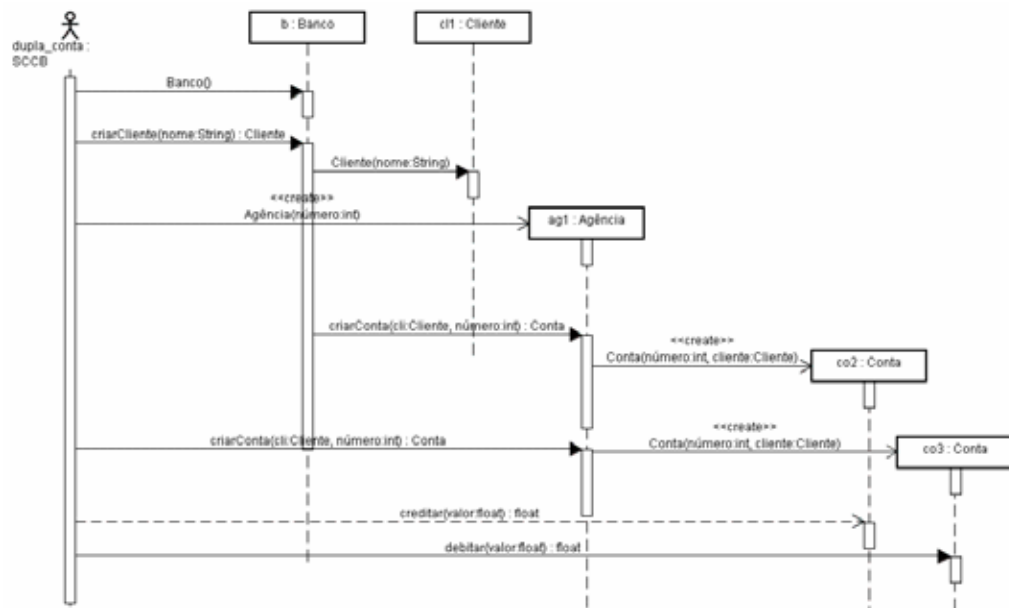 b : Banco
cl1 : Cliente
dupla_conta :
SCCB
Banco()
criarCliente(nome:String) : Cliente
Cliente(nome:String)
<<create>>
Agência(número:int)
ag1 : Agência
criarConta(cli:Cliente, número:int) : Conta
<<create>>
Conta(número:int, cliente:Cliente)
co2 : Conta
criarConta(cli:Cliente, número:int) : Conta
<<create>>
Conta(número:int, cliente:Cliente)
co3 : Conta
creditar(valor:float) : float
debitar(valor:float) : float